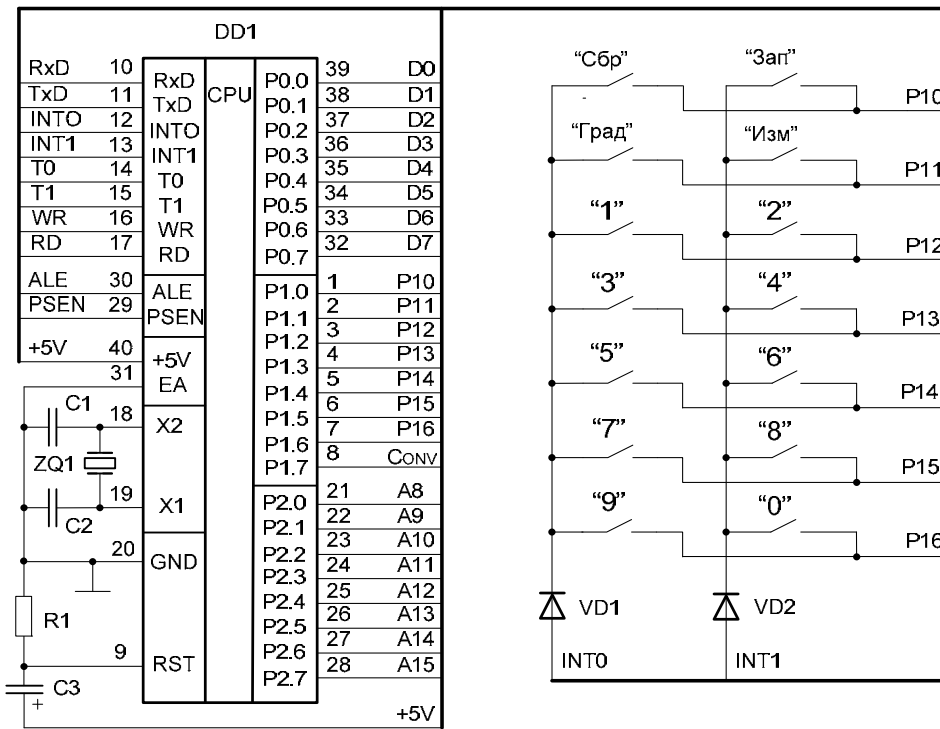 DD1
RxD 10
TxD 11
INTO 12
INT1 13
T0 14
T1 15
WR 16
RD 17
ALE 30
PSEN 29
+5V 40
31
C1 18
ZQ1
19
C2
20
R1
9
C3
+
RxD
TxD
INTO
INT1
T0
T1
WR
RD
ALE
PSEN
+5V
EA
X2
X1
GND
RST
CPU
P0.0 39 D0
P0.1 38 D1
P0.2 37 D2
P0.3 36 D3
P0.4 35 D4
P0.5 34 D5
P0.6 33 D6
P0.7 32 D7
P1.0 1 P10
P1.1 2 P11
P1.2 3 P12
P1.3 4 P13
P1.4 5 P14
P1.5 6 P15
P1.6 7 P16
P1.7 8 CONV
P2.0 21 A8
P2.1 22 A9
P2.2 23 A10
P2.3 24 A11
P2.4 25 A12
P2.5 26 A13
P2.6 27 A14
P2.7 28 A15
+5V
“Сбр” “Зап” P10
“Град” “Изм” P11
“1” “2” P12
“3” “4” P13
“5” “6” P14
“7” “8” P15
“9” “0” P16
VD1 VD2
INT0 INT1